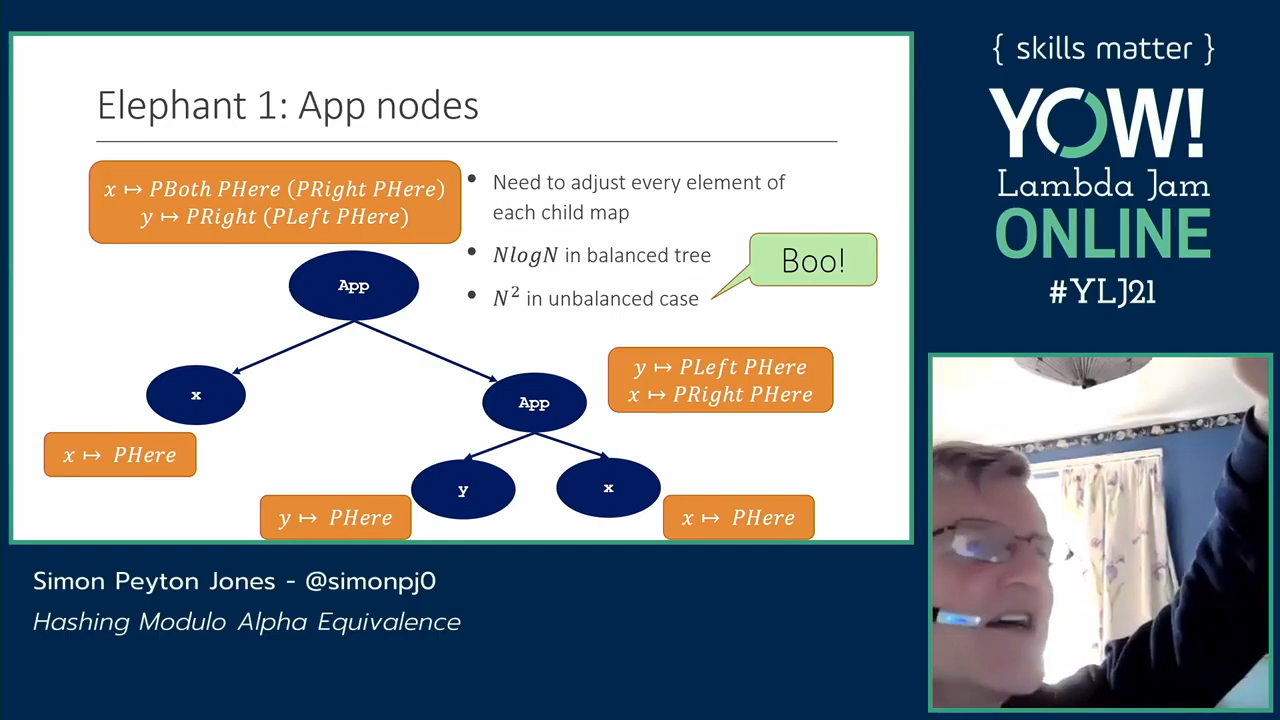 Elephant 1: App nodes
x ↦ PBoth PHere (PRight PHere)
y ↦ PRight (PLeft PHere)
• Need to adjust every element of
each child map
• NlogN in balanced tree
• N² in unbalanced case
Boo!
App
x
App
y ↦ PLeft PHere
x ↦ PRight PHere
x ↦ PHere
y
x
y ↦ PHere
x ↦ PHere
{ skills matter }
YOW!
Lambda Jam
ONLINE
#YLJ21
Simon Peyton Jones - @simonpj0
Hashing Modulo Alpha Equivalence